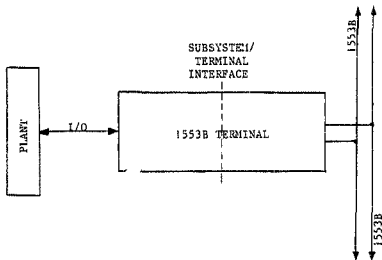 SUBSYSTEM/
TERMINAL
INTERFACE
1553B
PLANT
I/O
1553B TERMINAL
1553B